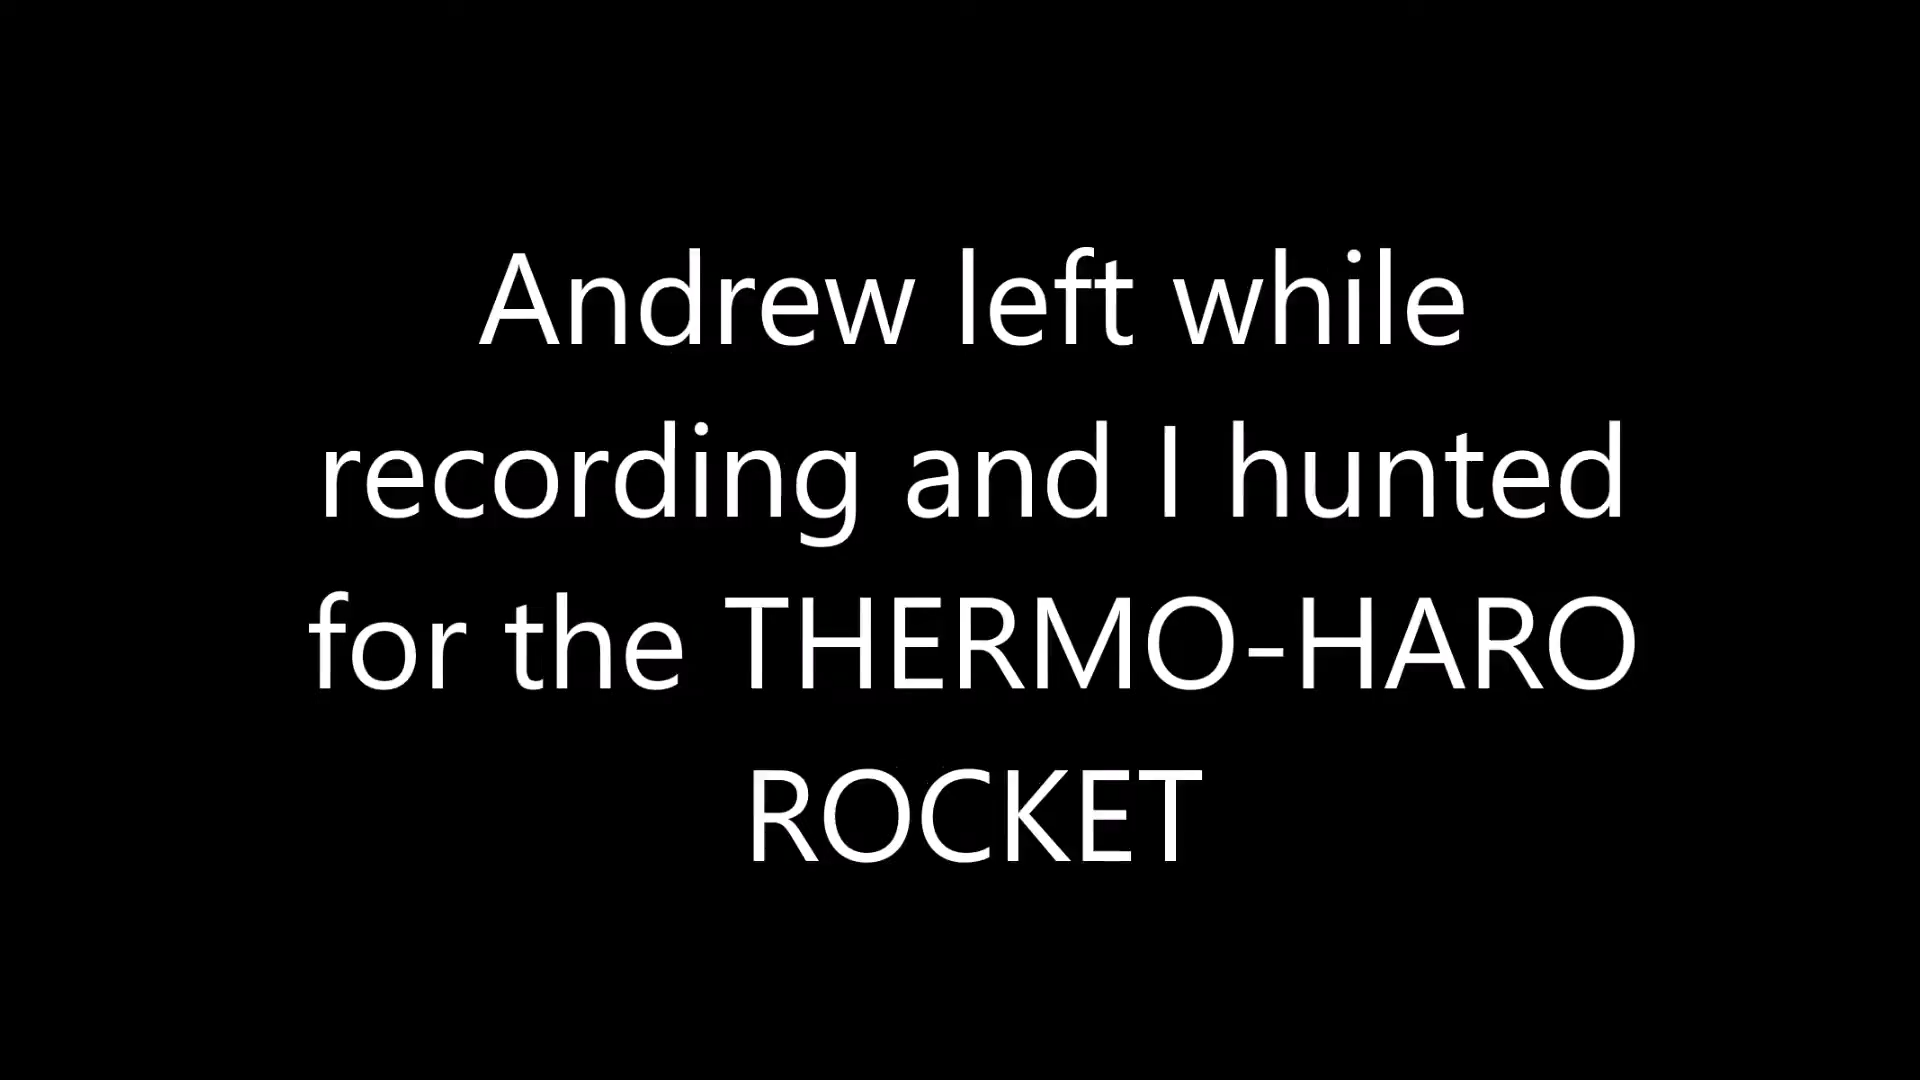 Andrew left while
recording and I hunted
for the THERMO-HARO
ROCKET